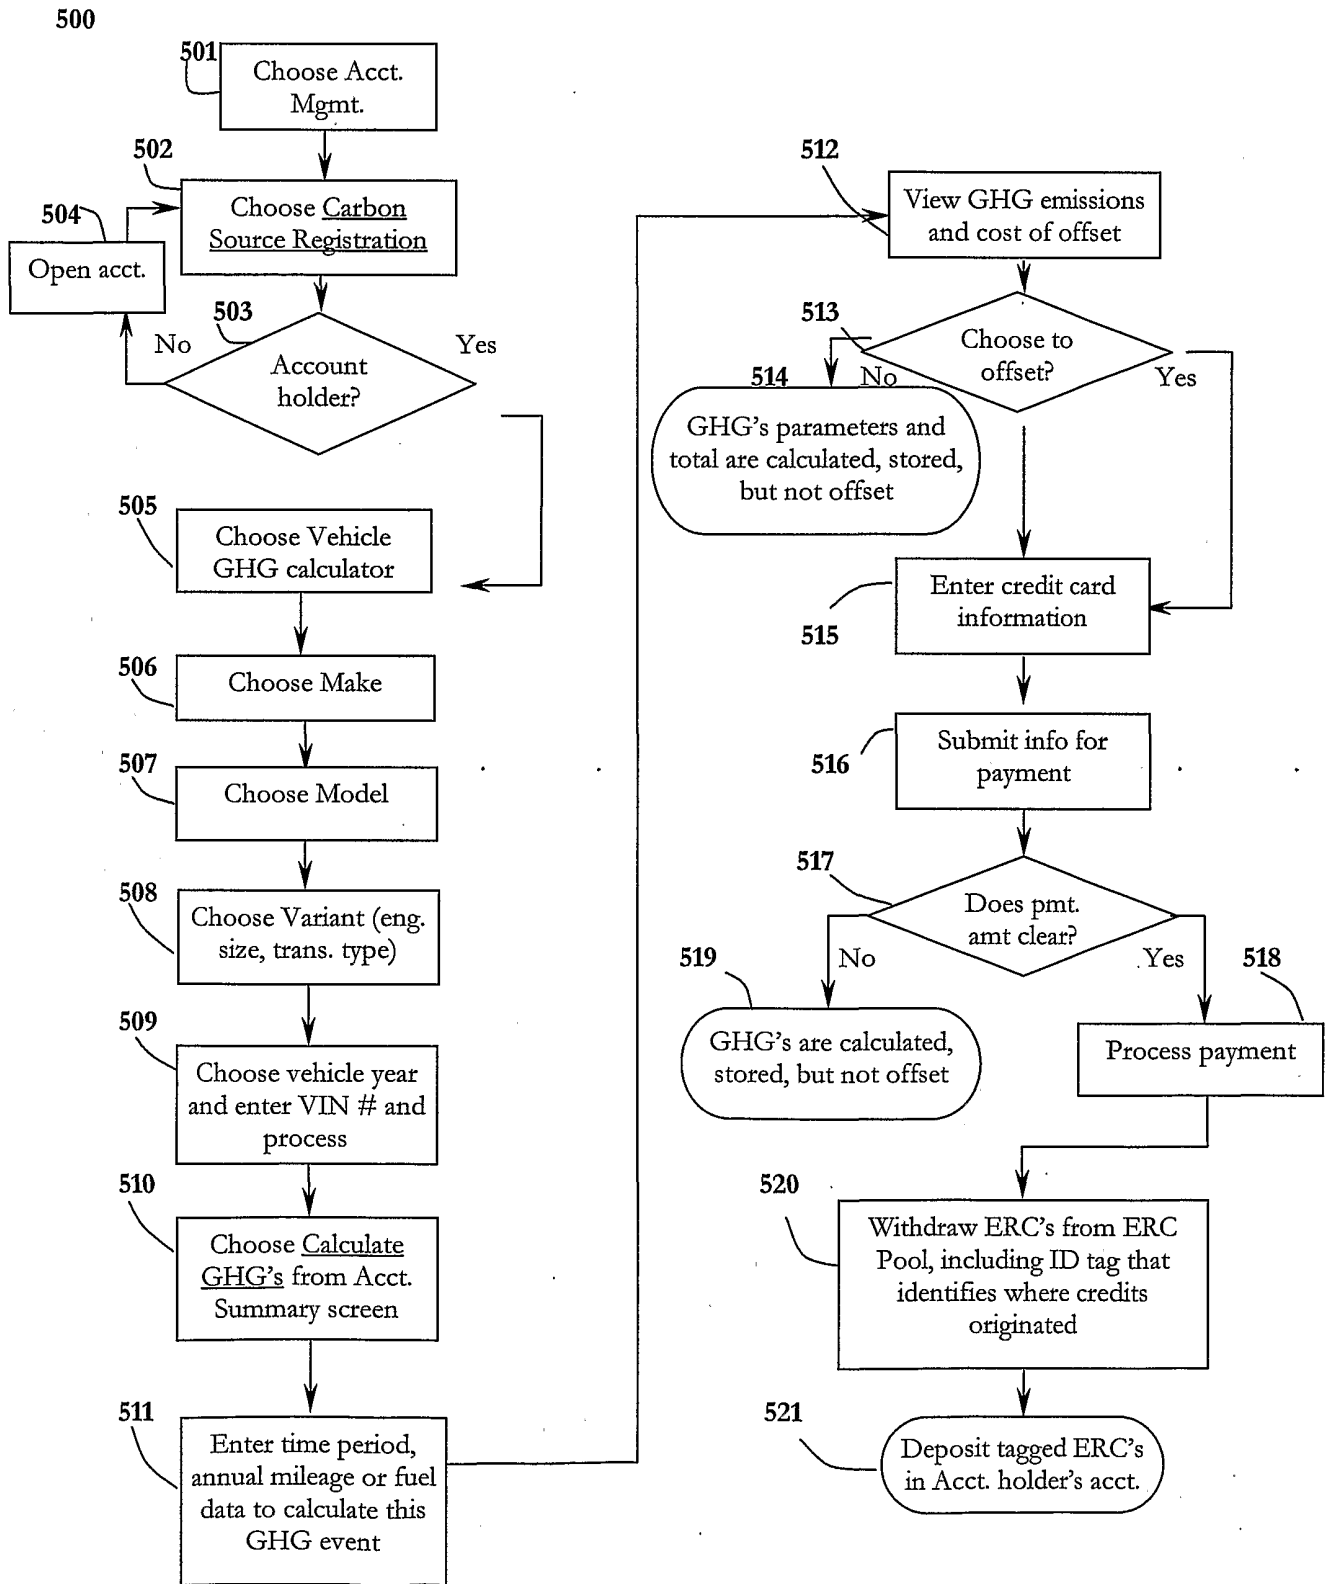 500
501
Choose Acct.
Mgmt.
502
Choose Carbon
Source Registration
504
Open acct.
503
No
Yes
Account
holder?
505
Choose Vehicle
GHG calculator
506
Choose Make
507
Choose Model
508
Choose Variant (eng.
size, trans. type)
509
Choose vehicle year
and enter VIN # and
process
510
Choose Calculate
GHG's from Acct.
Summary screen
511
Enter time period,
annual mileage or fuel
data to calculate this
GHG event
512
View GHG emissions
and cost of offset
513
Choose to
offset?
No
Yes
514
GHG's parameters and
total are calculated, stored,
but not offset
515
Enter credit card
information
516
Submit info for
payment
517
Does pmt.
amt clear?
No
Yes
518
Process payment
519
GHG's are calculated,
stored, but not offset
520
Withdraw ERC's from ERC
Pool, including ID tag that
identifies where credits
originated
521
Deposit tagged ERC's
in Acct. holder's acct.